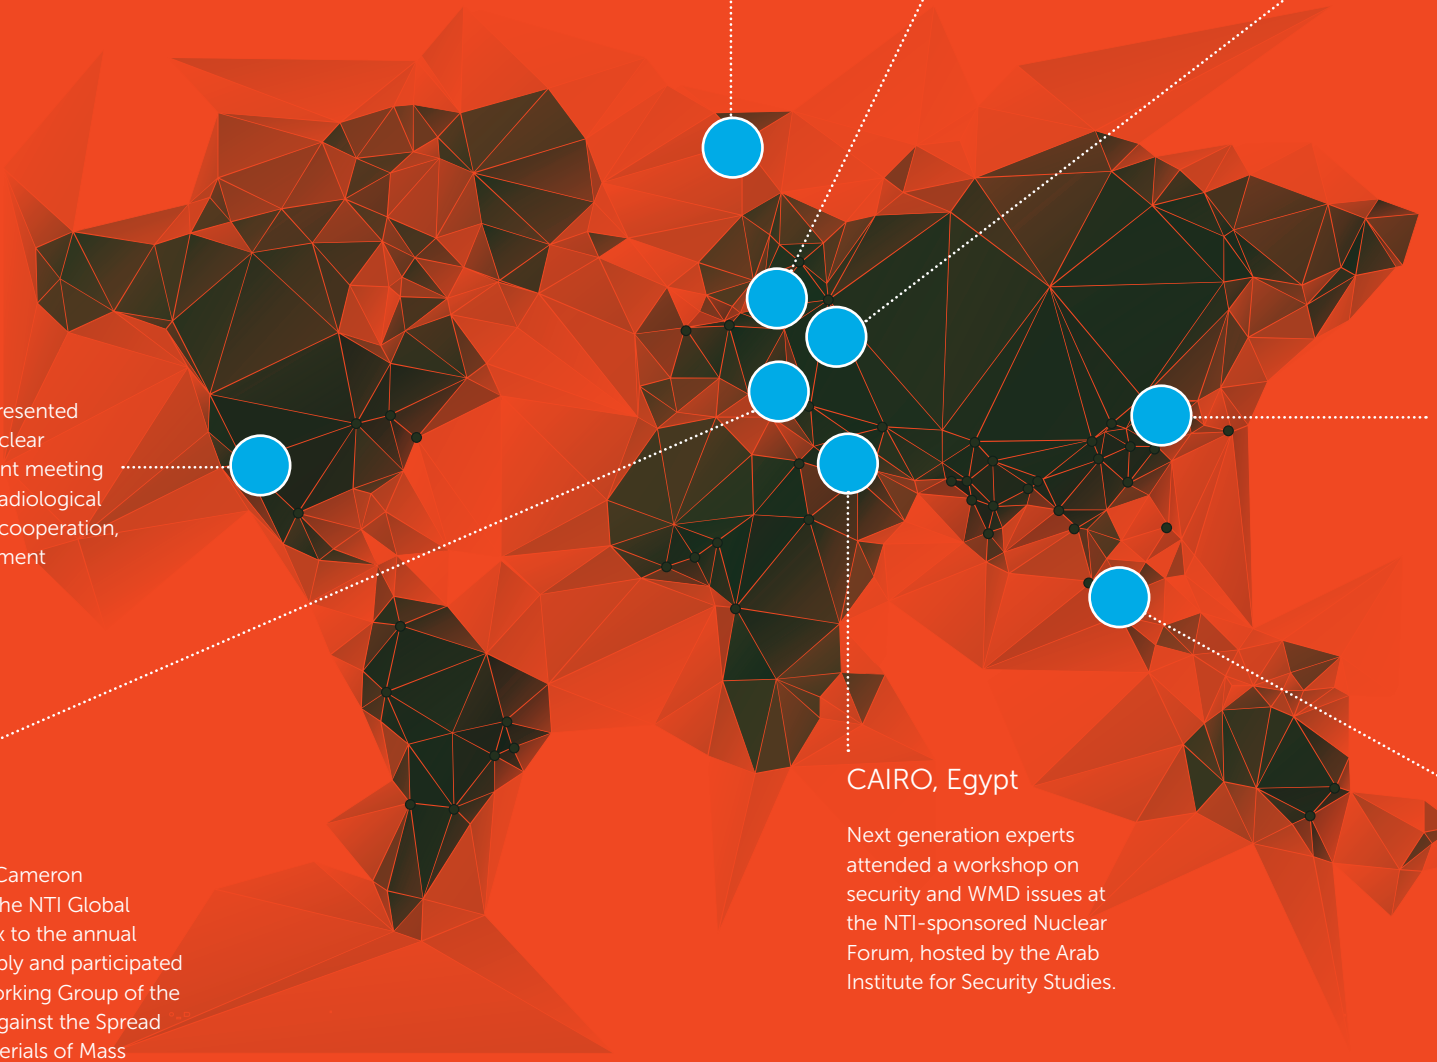 resented
clear
nt meeting
adiological
cooperation,
ment
Cameron
he NTI Global
x to the annual
bly and participated
orking Group of the
gainst the Spread
erials of Mass
CAIRO, Egypt
Next generation experts
attended a workshop on
security and WMD issues at
the NTI-sponsored Nuclear
Forum, hosted by the Arab
Institute for Security Studies.